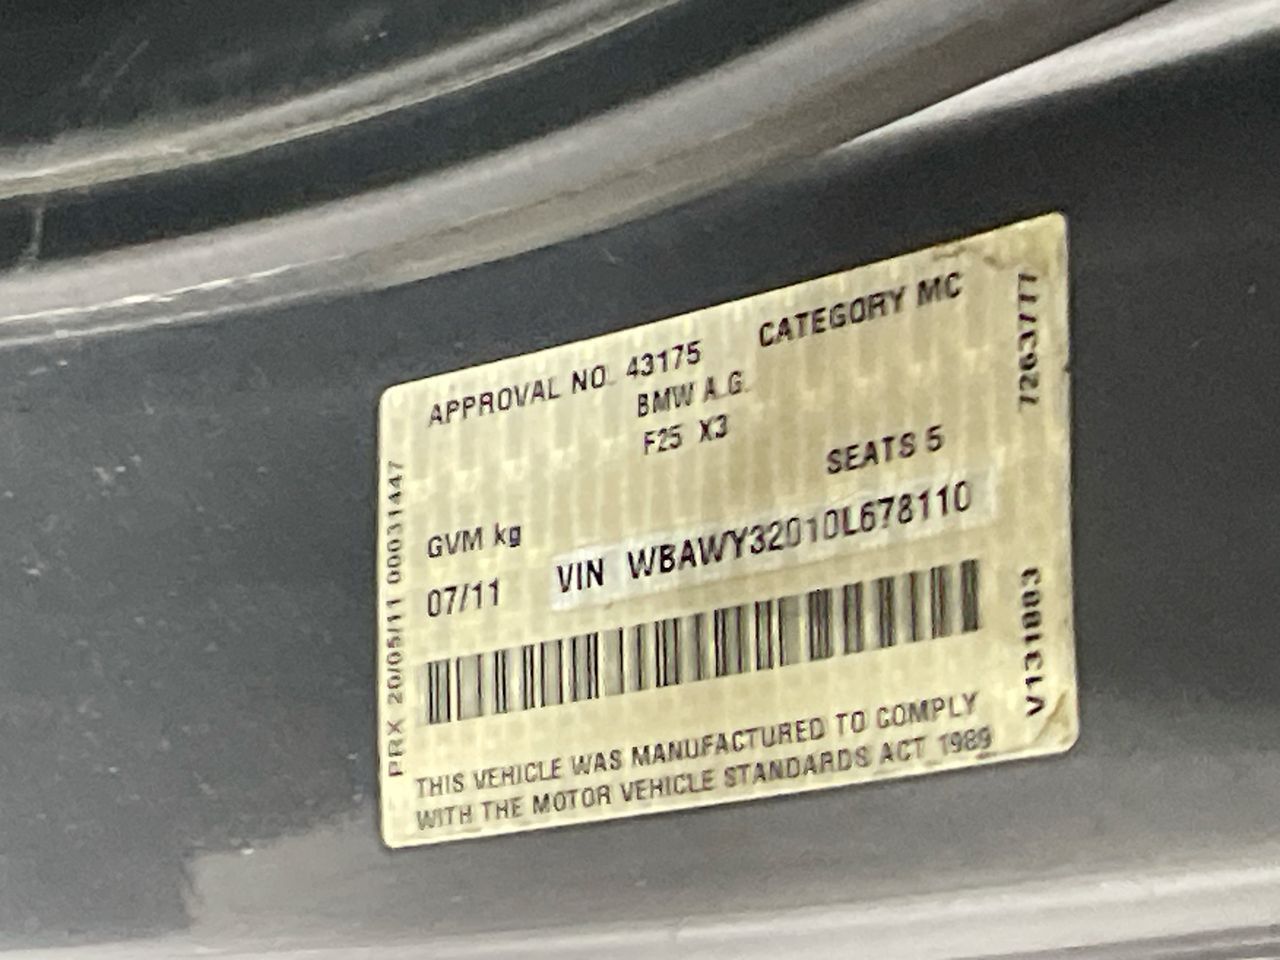 APPROVAL NO. 43175 CATEGORY MC
BMW A.G.
F25 X3
SEATS 5
GVM kg
07/11 VIN WBAWY32010L678110
THIS VEHICLE WAS MANUFACTURED TO COMPLY
WITH THE MOTOR VEHICLE STANDARDS ACT 1989
PRX 20/05/11 00031447
7263777
V131883